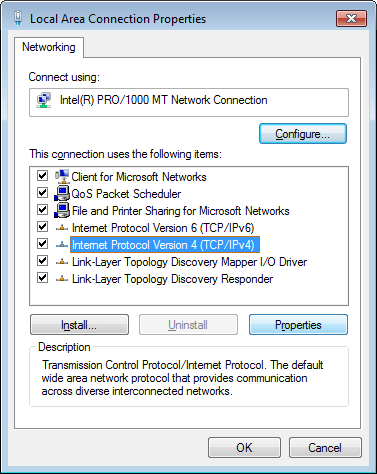 Local Area Connection Properties
Networking
Connect using:
Intel(R) PRO/1000 MT Network Connection
Configure...
This connection uses the following items:
Client for Microsoft Networks
QoS Packet Scheduler
File and Printer Sharing for Microsoft Networks
Internet Protocol Version 6 (TCP/IPv6)
Internet Protocol Version 4 (TCP/IPv4)
Link-Layer Topology Discovery Mapper I/O Driver
Link-Layer Topology Discovery Responder
Install... Uninstall Properties
Description
Transmission Control Protocol/Internet Protocol. The default
wide area network protocol that provides communication
across diverse interconnected networks.
OK Cancel